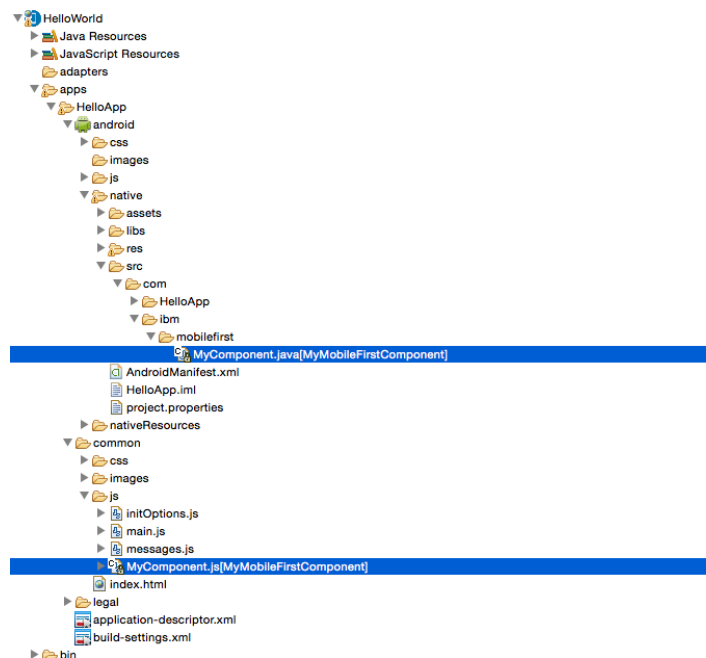 HelloWorld
Java Resources
JavaScript Resources
adapters
apps
HelloApp
android
css
images
js
native
assets
libs
res
src
com
HelloApp
ibm
mobilefirst
MyComponent.java[MyMobileFirstComponent]
AndroidManifest.xml
HelloApp.iml
project.properties
nativeResources
common
css
images
js
initOptions.js
main.js
messages.js
MyComponent.js[MyMobileFirstComponent]
index.html
legal
application-descriptor.xml
build-settings.xml
bin